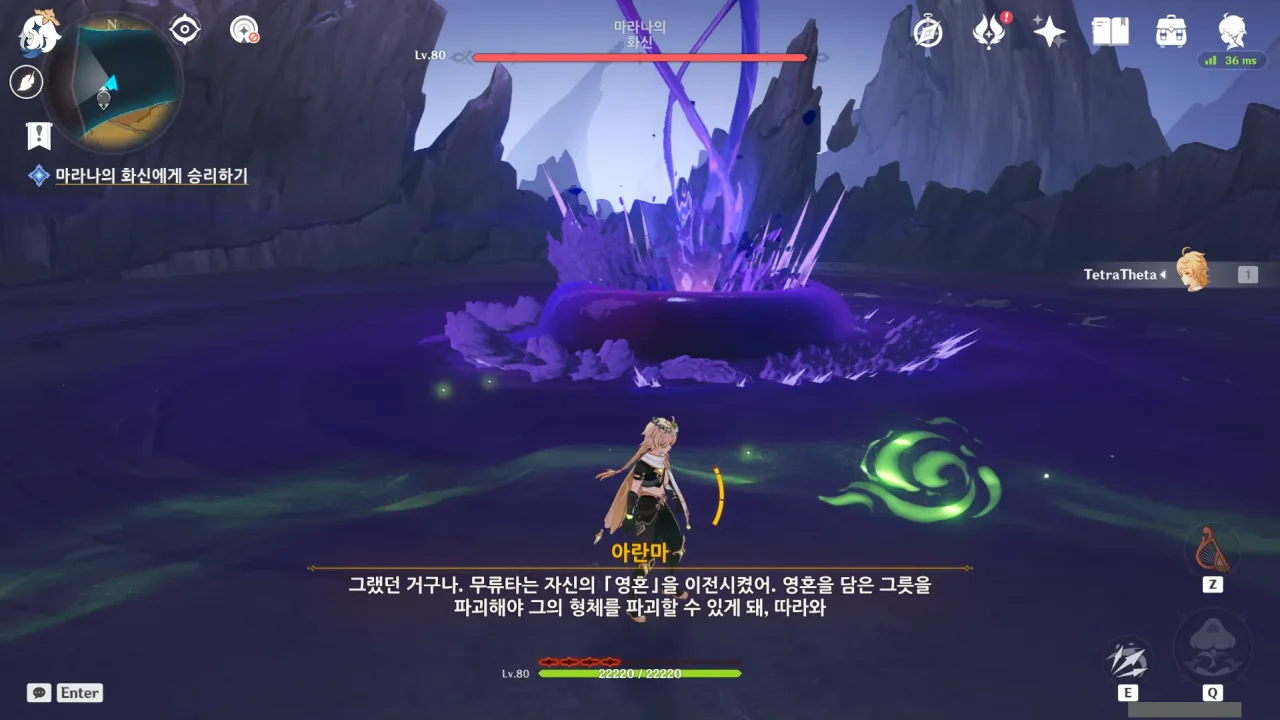 N
마라나의
화신
Lv.80
36 ms
마라나의 화신에게 승리하기
TetraTheta
1
아란마
그랬던 거구나. 무류타는 자신의 「영혼」을 이전시켰어. 영혼을 담은 그릇을
파괴해야 그의 형체를 파괴할 수 있게 돼, 따라와
Z
Lv.80
22220 / 22220
Enter
E
Q